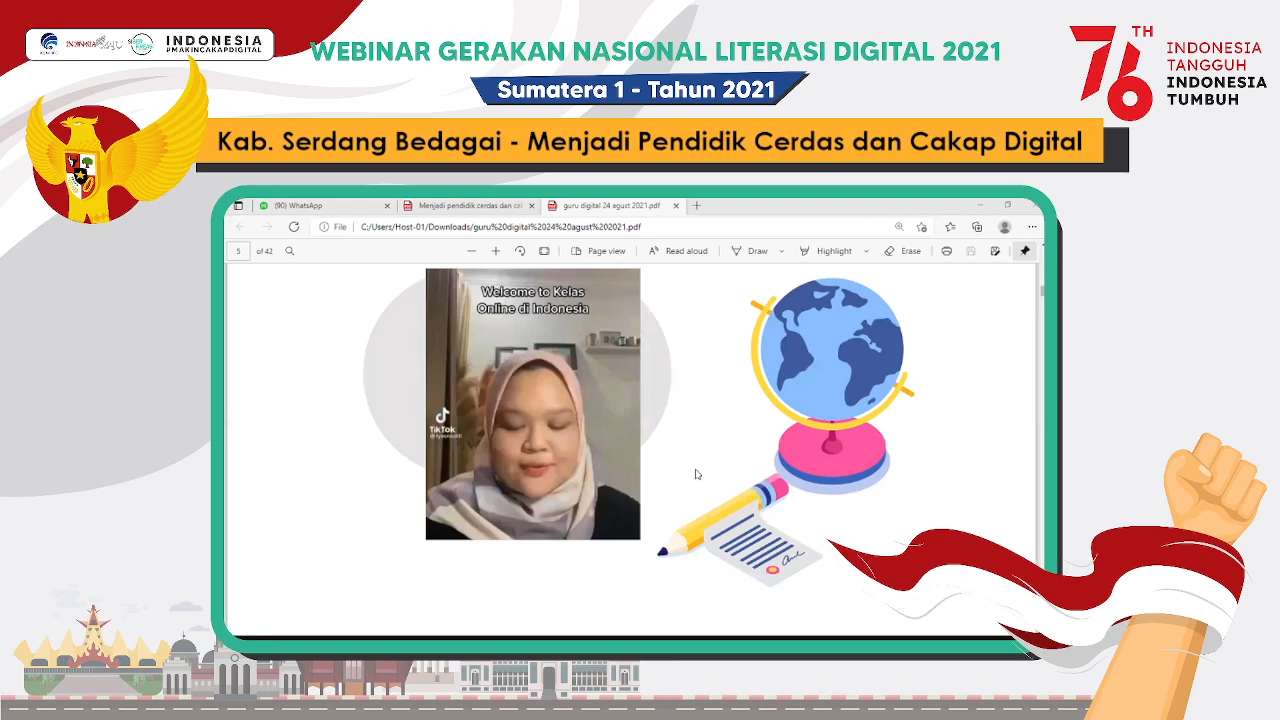 INDONESIA
#MAKINCAKAPDIGITAL
WEBINAR GERAKAN NASIONAL LITERASI DIGITAL 2021
Sumatera 1 - Tahun 2021
76 TH
INDONESIA
TANGGUH
INDONESIA
TUMBUH
Kab. Serdang Bedagai - Menjadi Pendidik Cerdas dan Cakap Digital
(90) WhatsApp
Menjadi pendidik cerdas dan
guru digital 24 agust 2021.pdf
File
C:/Users/Host-01/Downloads/guru%20digital%2024%20agust%202021.pdf
5 of 42
Page view
Read aloud
Draw
Highlight
Erase
Welcome to Kelas
Online di Indonesia
TikTok